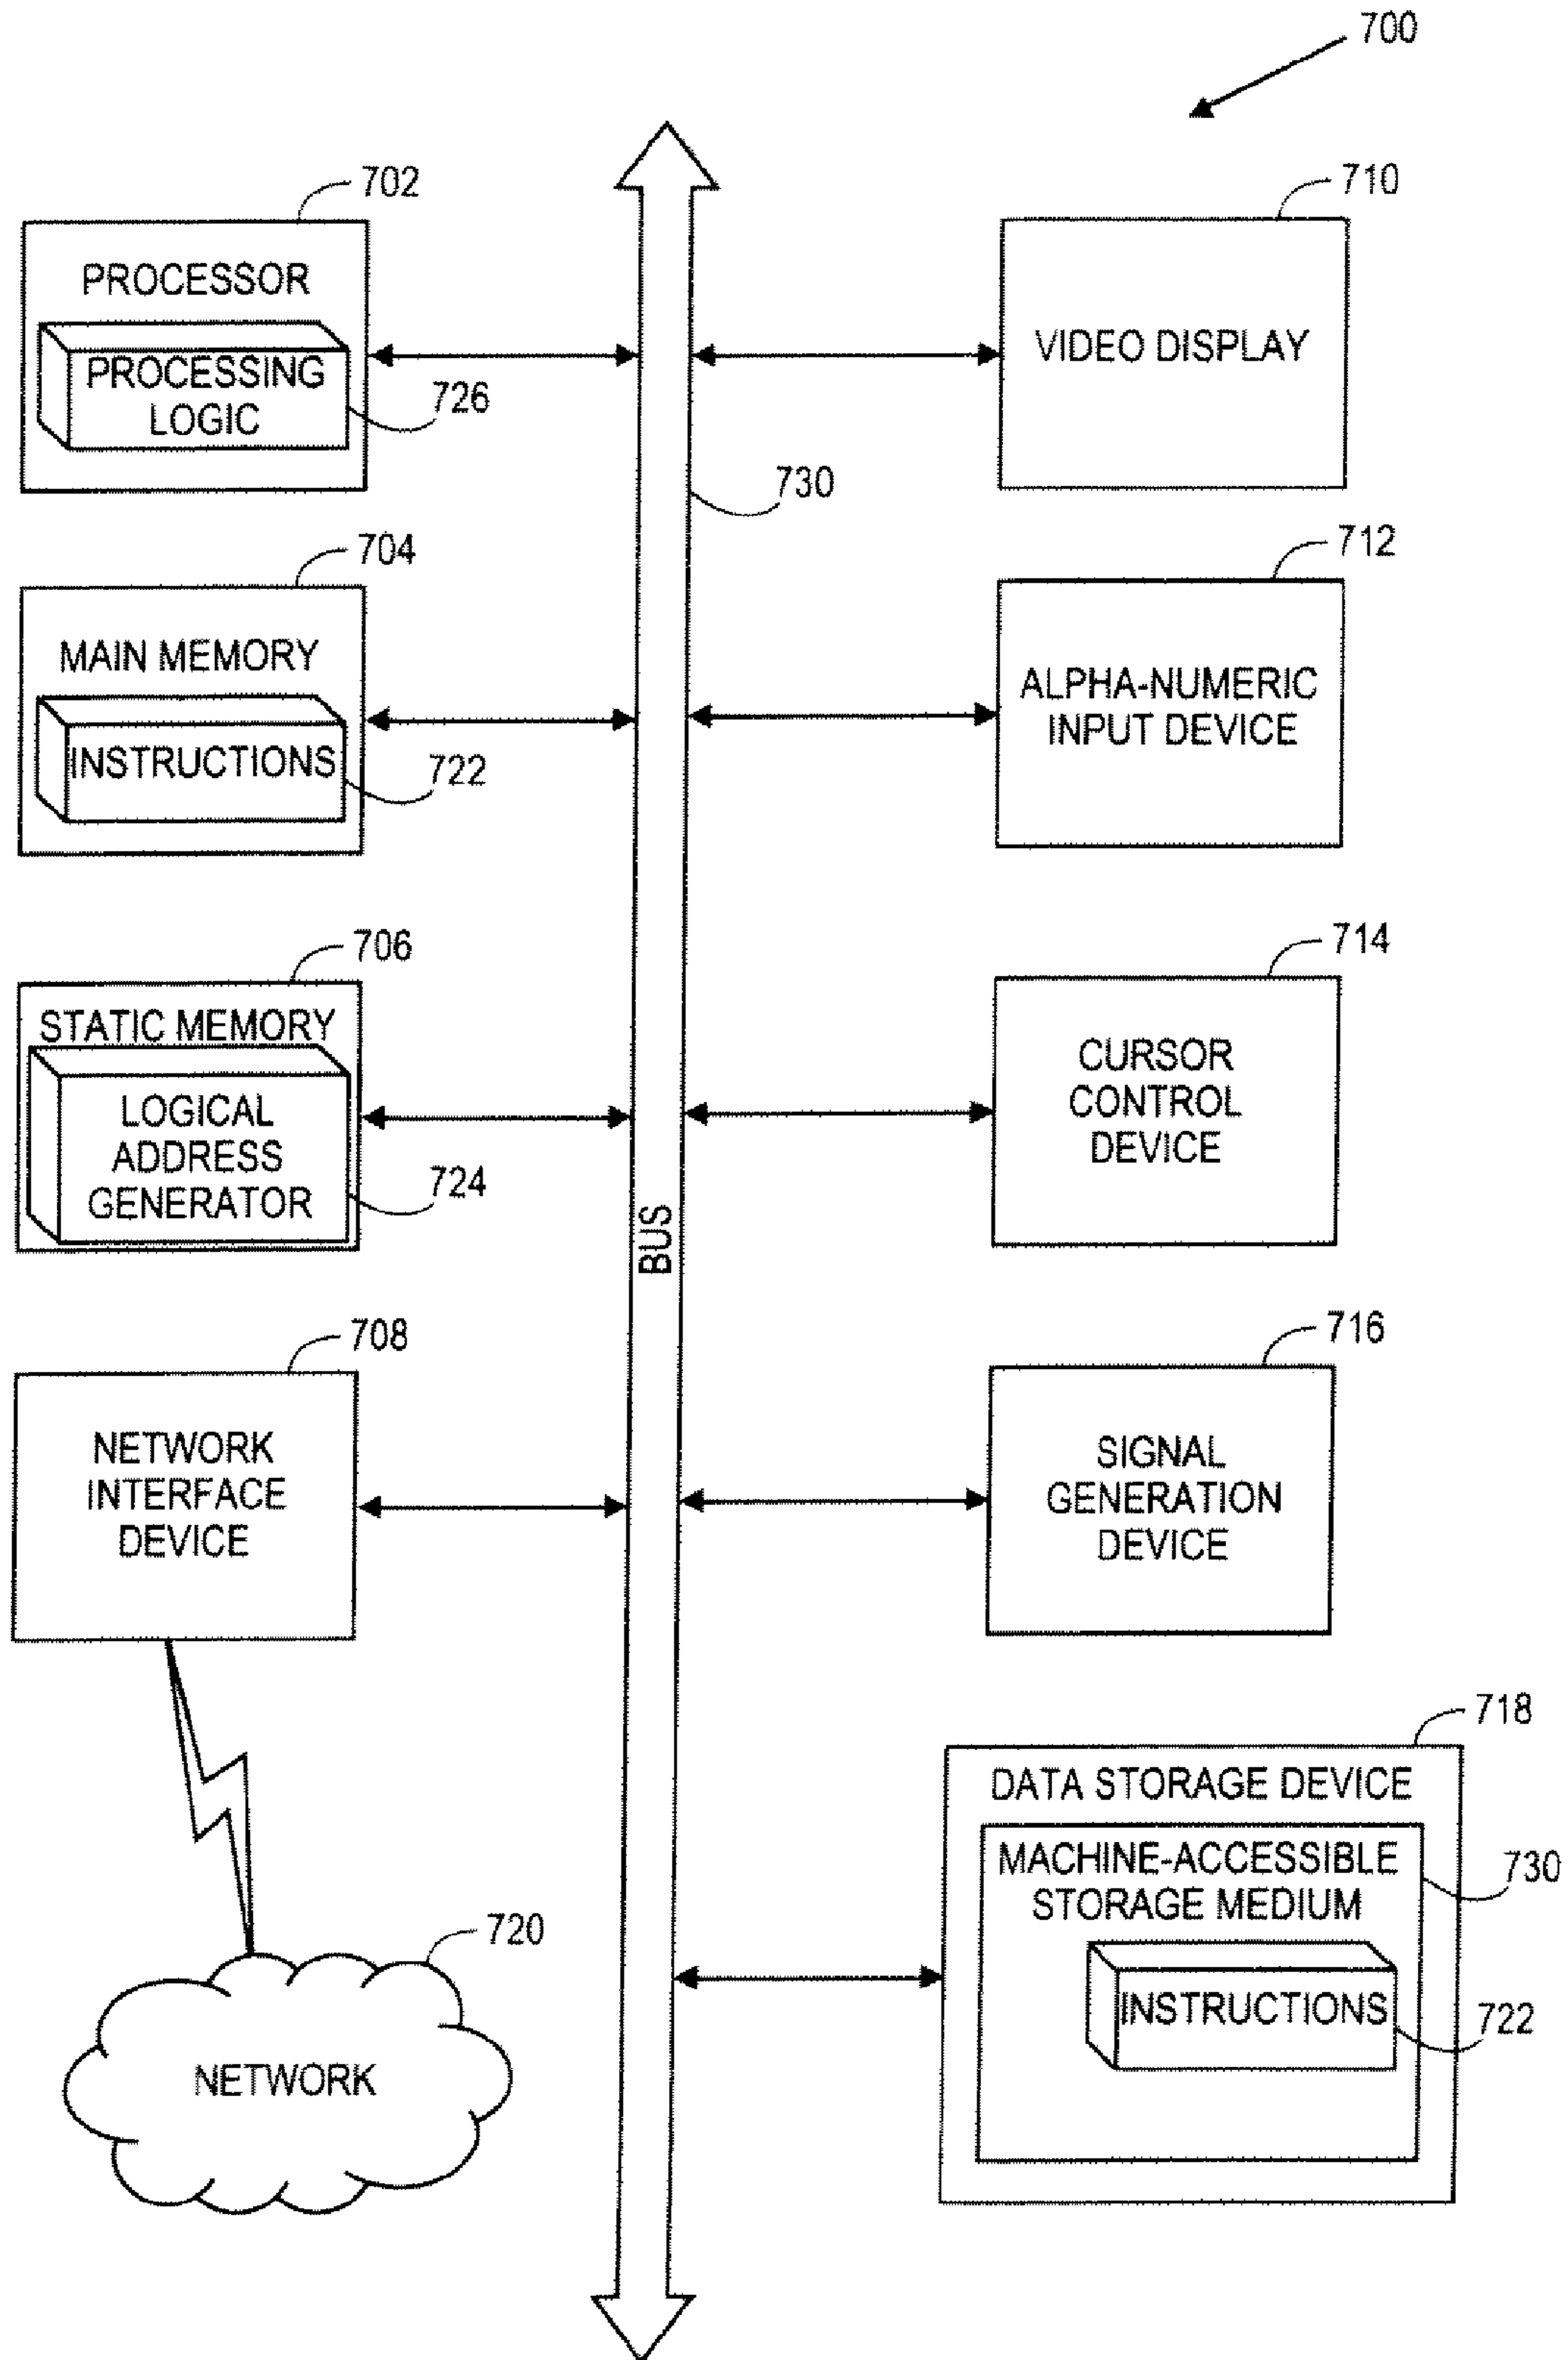 700
702
PROCESSOR
PROCESSING
LOGIC
726
704
MAIN MEMORY
INSTRUCTIONS
722
706
STATIC MEMORY
LOGICAL
ADDRESS
GENERATOR
724
708
NETWORK
INTERFACE
DEVICE
720
NETWORK
730
BUS
710
VIDEO DISPLAY
712
ALPHA-NUMERIC
INPUT DEVICE
714
CURSOR
CONTROL
DEVICE
716
SIGNAL
GENERATION
DEVICE
718
DATA STORAGE DEVICE
MACHINE-ACCESSIBLE
STORAGE MEDIUM
730
INSTRUCTIONS
722